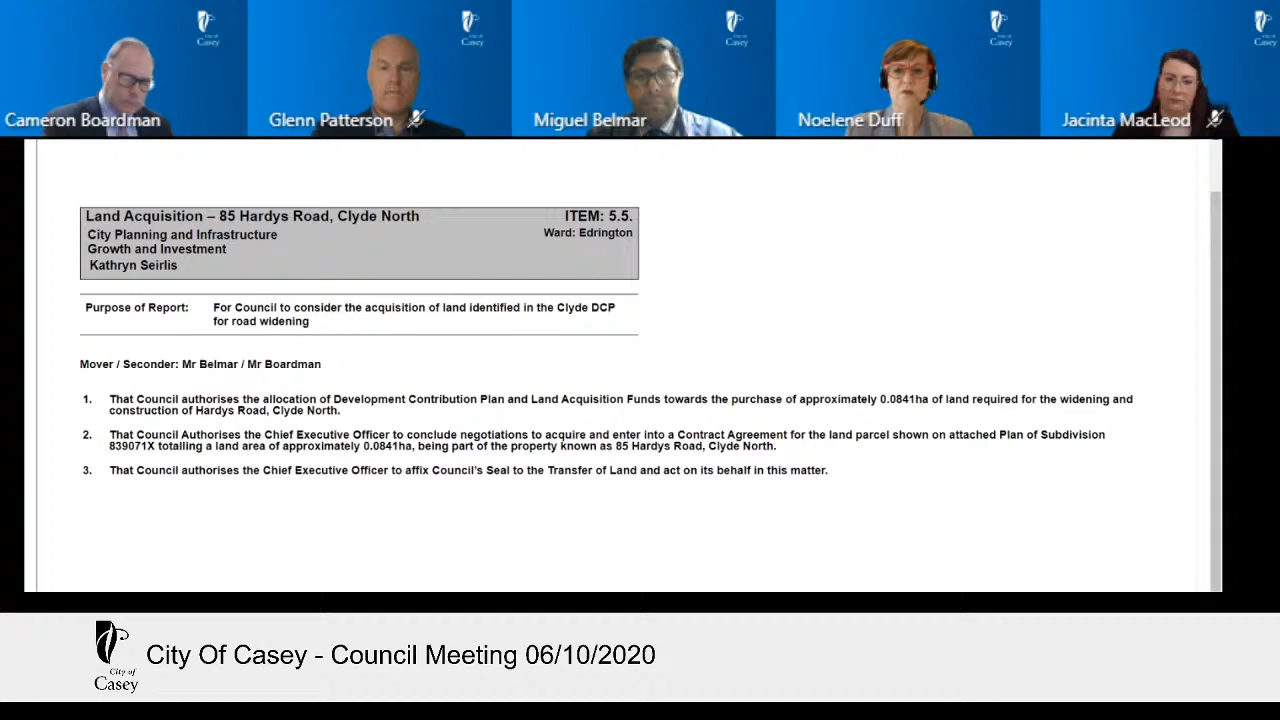 City of
Casey
City of
Casey
City of
Casey
City of
Casey
City of
Casey
Cameron Boardman
Glenn Patterson
Miguel Belmar
Noelene Duff
Jacinta MacLeod
Land Acquisition – 85 Hardys Road, Clyde North ITEM: 5.5.
City Planning and Infrastructure Ward: Edrington
Growth and Investment
Kathryn Seirlis
Purpose of Report: For Council to consider the acquisition of land identified in the Clyde DCP
for road widening
Mover / Seconder: Mr Belmar / Mr Boardman
1. That Council authorises the allocation of Development Contribution Plan and Land Acquisition Funds towards the purchase of approximately 0.0841ha of land required for the widening and
construction of Hardys Road, Clyde North.
2. That Council Authorises the Chief Executive Officer to conclude negotiations to acquire and enter into a Contract Agreement for the land parcel shown on attached Plan of Subdivision
839071X totalling a land area of approximately 0.0841ha, being part of the property known as 85 Hardys Road, Clyde North.
3. That Council authorises the Chief Executive Officer to affix Council's Seal to the Transfer of Land and act on its behalf in this matter.
City of
Casey
City Of Casey - Council Meeting 06/10/2020